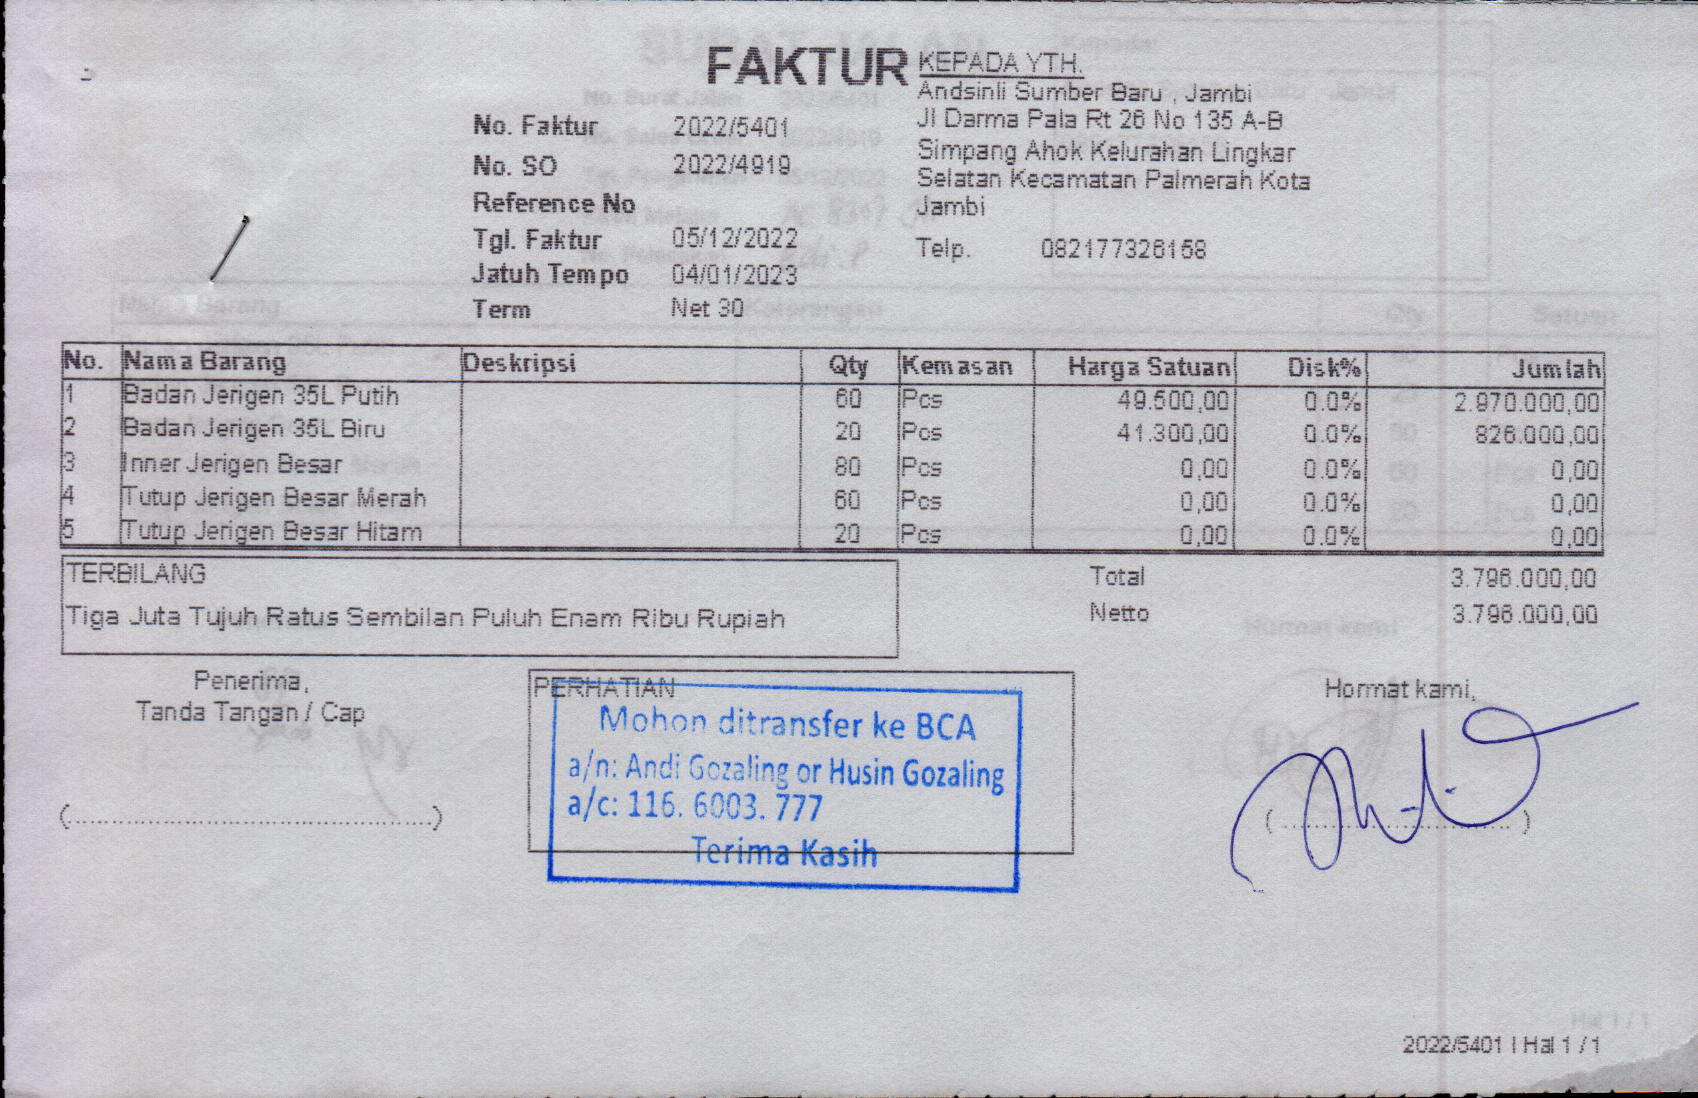 FAKTUR
No. Faktur 2022/5401
No. SO 2022/4919
Reference No
Tgl. Faktur 05/12/2022
Jatuh Tempo 04/01/2023
Term Net 30
KEPADA YTH.
Andsinli Sumber Baru , Jambi
Jl Darma Pala Rt 26 No 135 A-B
Simpang Ahok Kelurahan Lingkar
Selatan Kecamatan Palmerah Kota
Jambi
Telp. 082177326158
No. Nama Barang Deskripsi Qty Kemasan Harga Satuan Disk% Jumlah
1 Badan Jerigen 35L Putih 60 Pcs 49.500,00 0.0% 2.970.000,00
2 Badan Jerigen 35L Biru 20 Pcs 41.300,00 0.0% 826.000,00
3 Inner Jerigen Besar 80 Pcs 0,00 0.0% 0,00
4 Tutup Jerigen Besar Merah 60 Pcs 0,00 0.0% 0,00
5 Tutup Jerigen Besar Hitam 20 Pcs 0,00 0.0% 0,00
TERBILANG
Tiga Juta Tujuh Ratus Sembilan Puluh Enam Ribu Rupiah
Total 3.796.000,00
Netto 3.796.000,00
Penerima,
Tanda Tangan / Cap
(....................................................)
PERHATIAN
Mohon ditransfer ke BCA
a/n: Andi Gozaling or Husin Gozaling
a/c: 116. 6003. 777
Terima Kasih
Hormat kami,
( .................................. )
2022/5401 | Hal 1 / 1